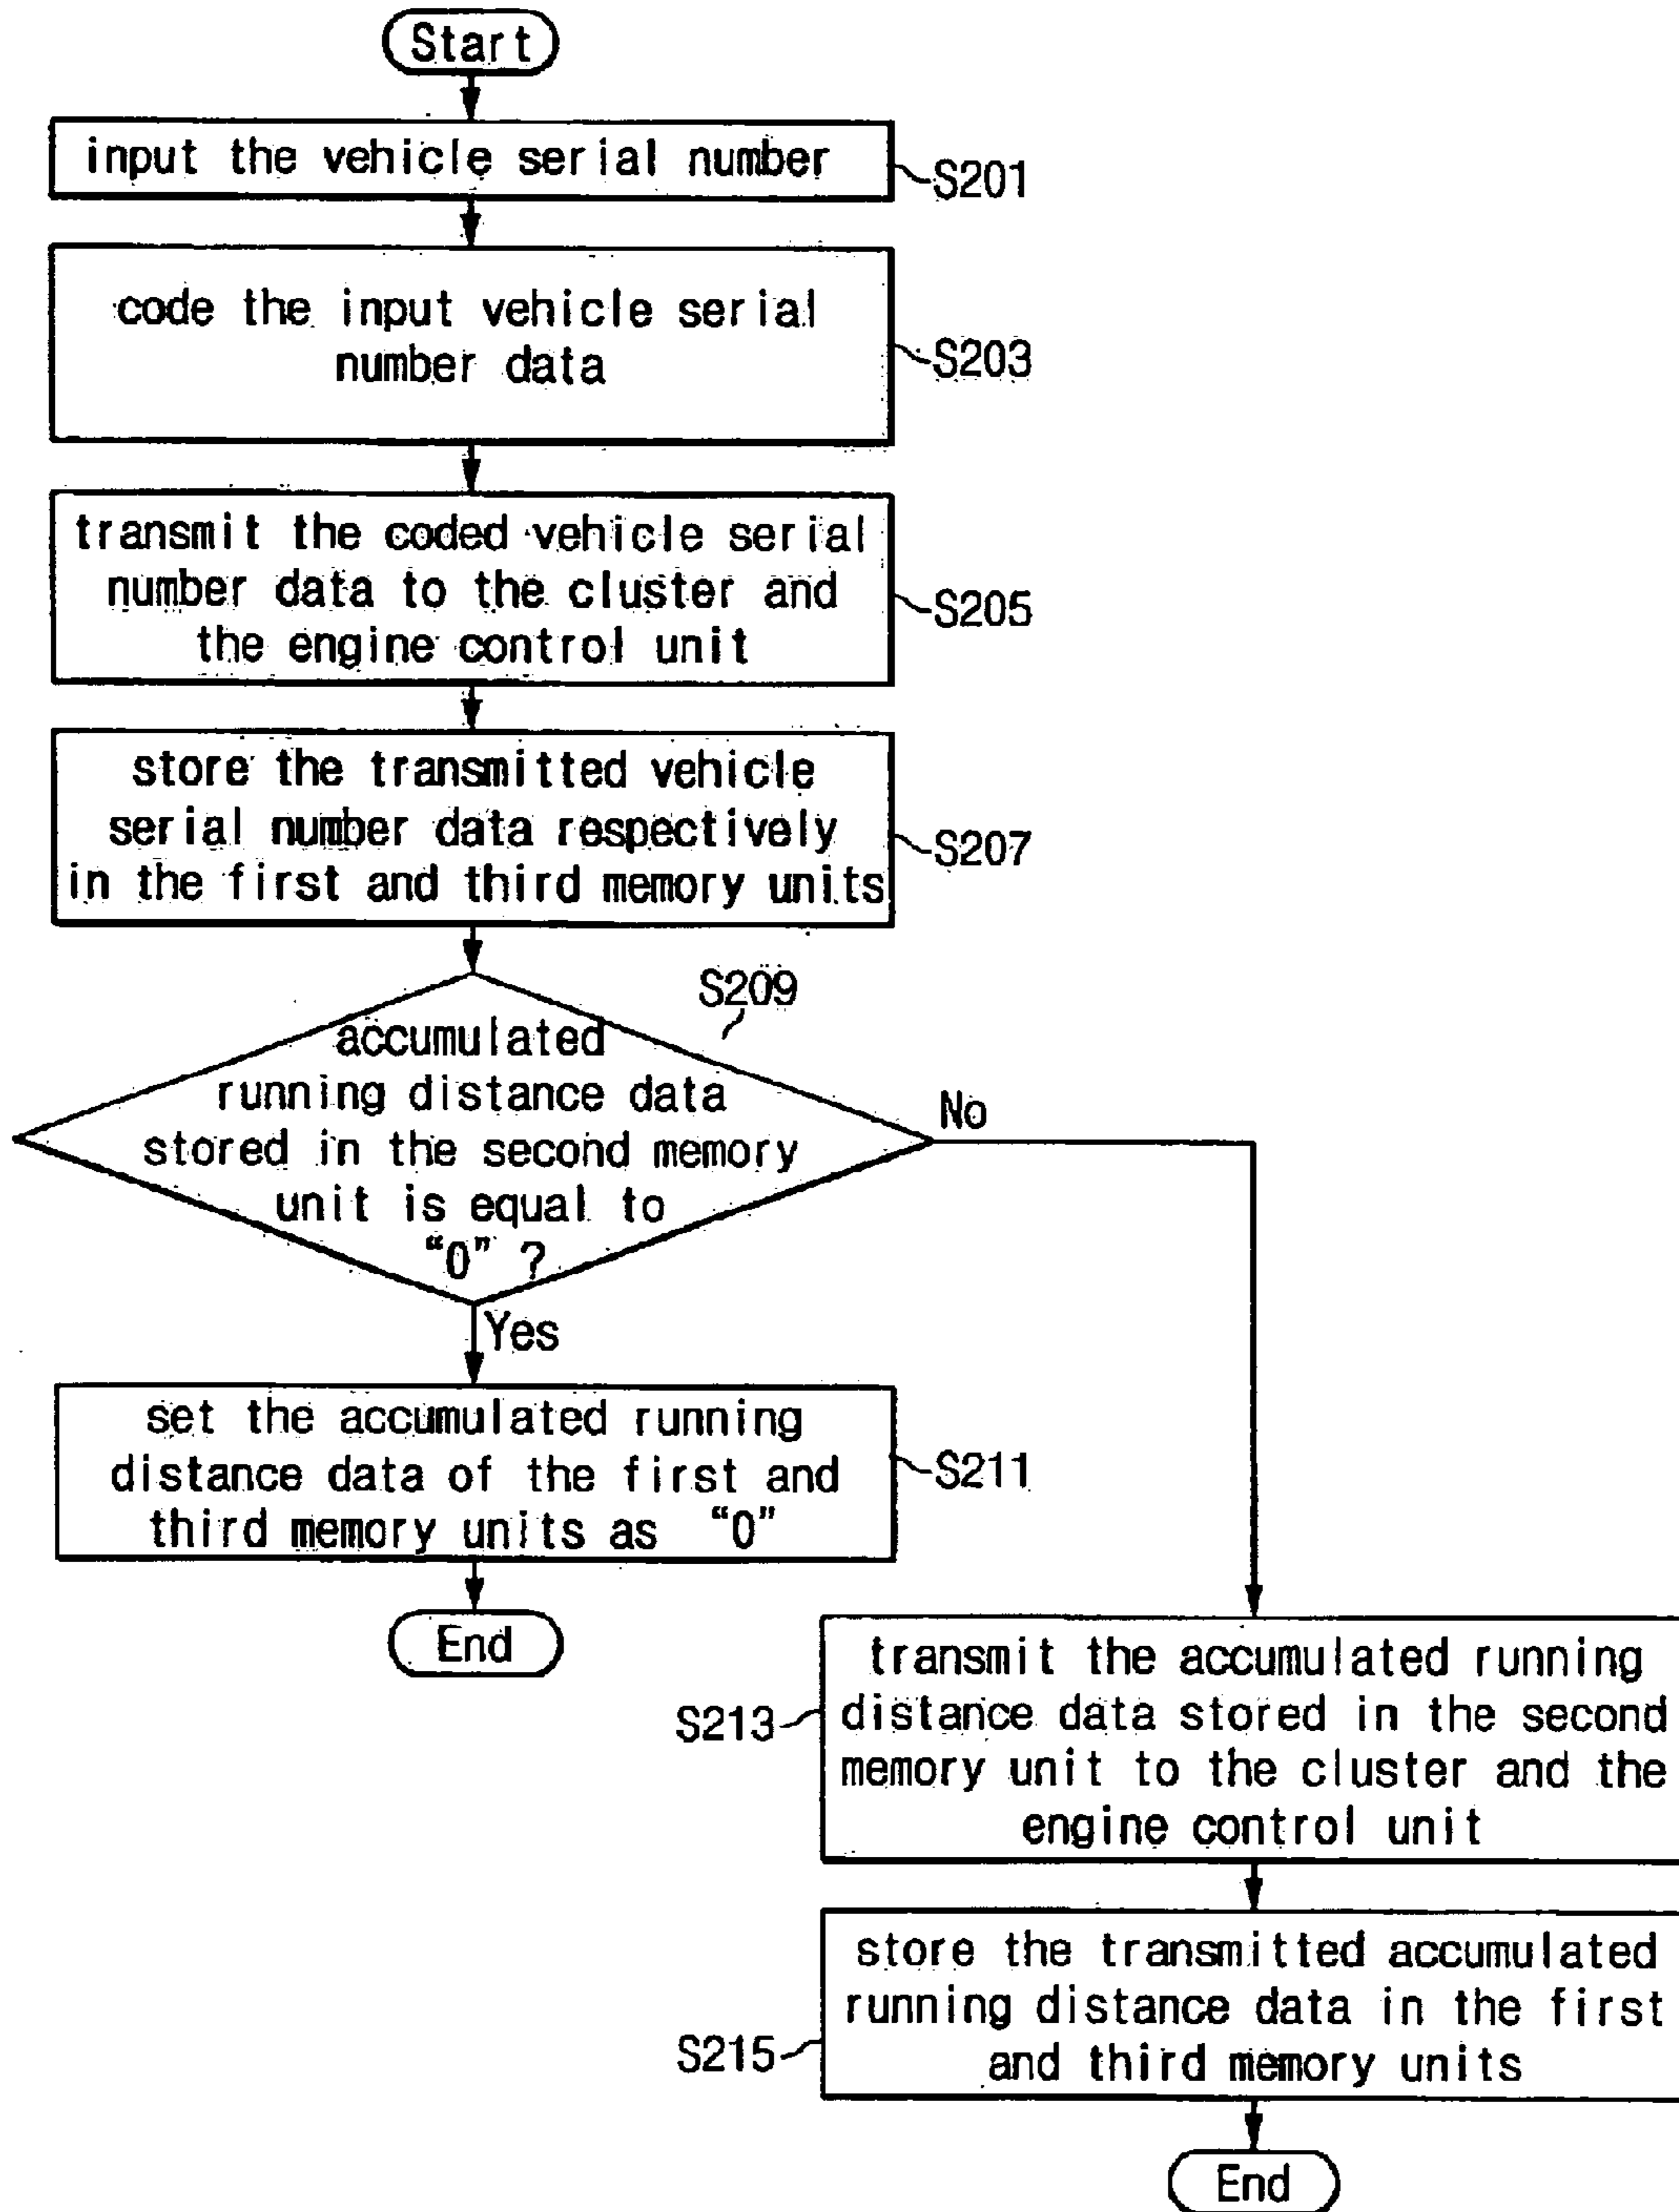 Start
input the vehicle serial number
S201
code the input vehicle serial
number data
S203
transmit the coded vehicle serial
number data to the cluster and
the engine control unit
S205
store the transmitted vehicle
serial number data respectively
in the first and third memory units
S207
S209
accumulated
running distance data
stored in the second memory
unit is equal to
“0” ?
No
Yes
set the accumulated running
distance data of the first and
third memory units as “0”
S211
End
transmit the accumulated running
distance data stored in the second
memory unit to the cluster and the
engine control unit
S213
store the transmitted accumulated
running distance data in the first
and third memory units
S215
End